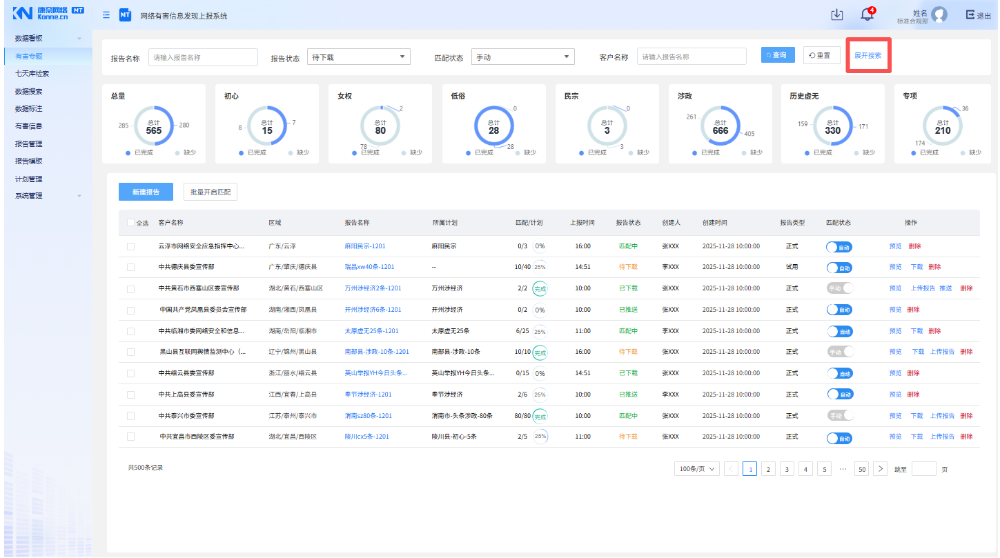 康奈网络 MT
Konne.cn
MT 网络有害信息发现上报系统
4
姓名
标准合规部
退出
数据看板
有害专题
七天库检索
数据搜索
数据标注
有害信息
报告管理
报告模板
计划管理
系统管理
报告名称 请输入报告名称 报告状态 待下载 匹配状态 手动 客户名称 请输入报告名称 查询 重置 展开搜索
总量
285 总计 565 280
已完成 缺少
初心
8 总计 15 7
已完成 缺少
女权
2 总计 80 78
已完成 缺少
低俗
0 总计 28 28
已完成 缺少
民宗
0 总计 3 3
已完成 缺少
涉政
261 总计 666 405
已完成 缺少
历史虚无
159 总计 330 171
已完成 缺少
专项
36 总计 210 174
已完成 缺少
新建报告 批量开启匹配
全选 客户名称 区域 报告名称 所属计划 匹配/计划 上报时间 报告状态 创建人 创建时间 报告类型 匹配状态 操作
云浮市网络安全应急指挥中心... 广东/云浮 麻阳民宗-1201 麻阳民宗 0/3 0% 16:00 匹配中 张XXX 2025-11-28 10:00:00 正式 自动 预览 删除
中共德庆县委宣传部 广东/肇庆/德庆县 瑞昌xw40条-1201 -- 10/40 25% 14:51 待下载 李XXX 2025-11-28 10:00:00 试用 自动 预览 下载 删除
中共黄石市西塞山区委宣传部 湖北/黄石/西塞山区 万州涉经济2条-1201 万州涉经济 2/2 完成 10:00 已下载 张XXX 2025-11-28 10:00:00 正式 手动 预览 上传报告 推送 删除
中国共产党凤凰县委员会宣传部 湖南/湘西/凤凰县 开州涉经济6条-1201 开州涉经济 0/2 0% 10:00 已推送 张XXX 2025-11-28 10:00:00 正式 自动 预览 删除
中共临湘市委网络安全和信息... 湖南/岳阳/临湘市 太原虚无25条-1201 太原虚无25条 6/25 25% 11:00 匹配中 李XXX 2025-11-28 10:00:00 正式 自动 预览 下载 删除
黑山县互联网舆情监测中心（... 辽宁/锦州/黑山县 南部县-涉政-10条-1201 南部县-涉政-10条 10/10 完成 16:00 待下载 张XXX 2025-11-28 10:00:00 正式 手动 预览 下载 上传报告 删除
中共缙云县委宣传部 浙江/丽水/缙云县 英山举报YH今日头条... 英山举报YH今日头条... 0/15 0% 14:51 已下载 张XXX 2025-11-28 10:00:00 正式 自动 预览 删除
中共上高县委宣传部 江西/宜春/上高县 奉节涉经济-1201 奉节涉经济 2/6 25% 10:00 已推送 李XXX 2025-11-28 10:00:00 正式 自动 预览 删除
中共泰兴市委宣传部 江苏/泰州/泰兴市 渭南sz80条-1201 渭南市-头条涉政-80条 80/80 完成 10:00 匹配中 张XXX 2025-11-28 10:00:00 正式 手动 预览 下载 上传报告 删除
中共宜昌市西陵区委宣传部 湖北/宜昌/西陵区 陵川cx5条-1201 陵川县-初心-5条 2/5 25% 11:00 待下载 张XXX 2025-11-28 10:00:00 正式 自动 预览 下载 上传报告 删除
共500条记录 100条/页 1 2 3 4 5 ··· 50 跳至 页